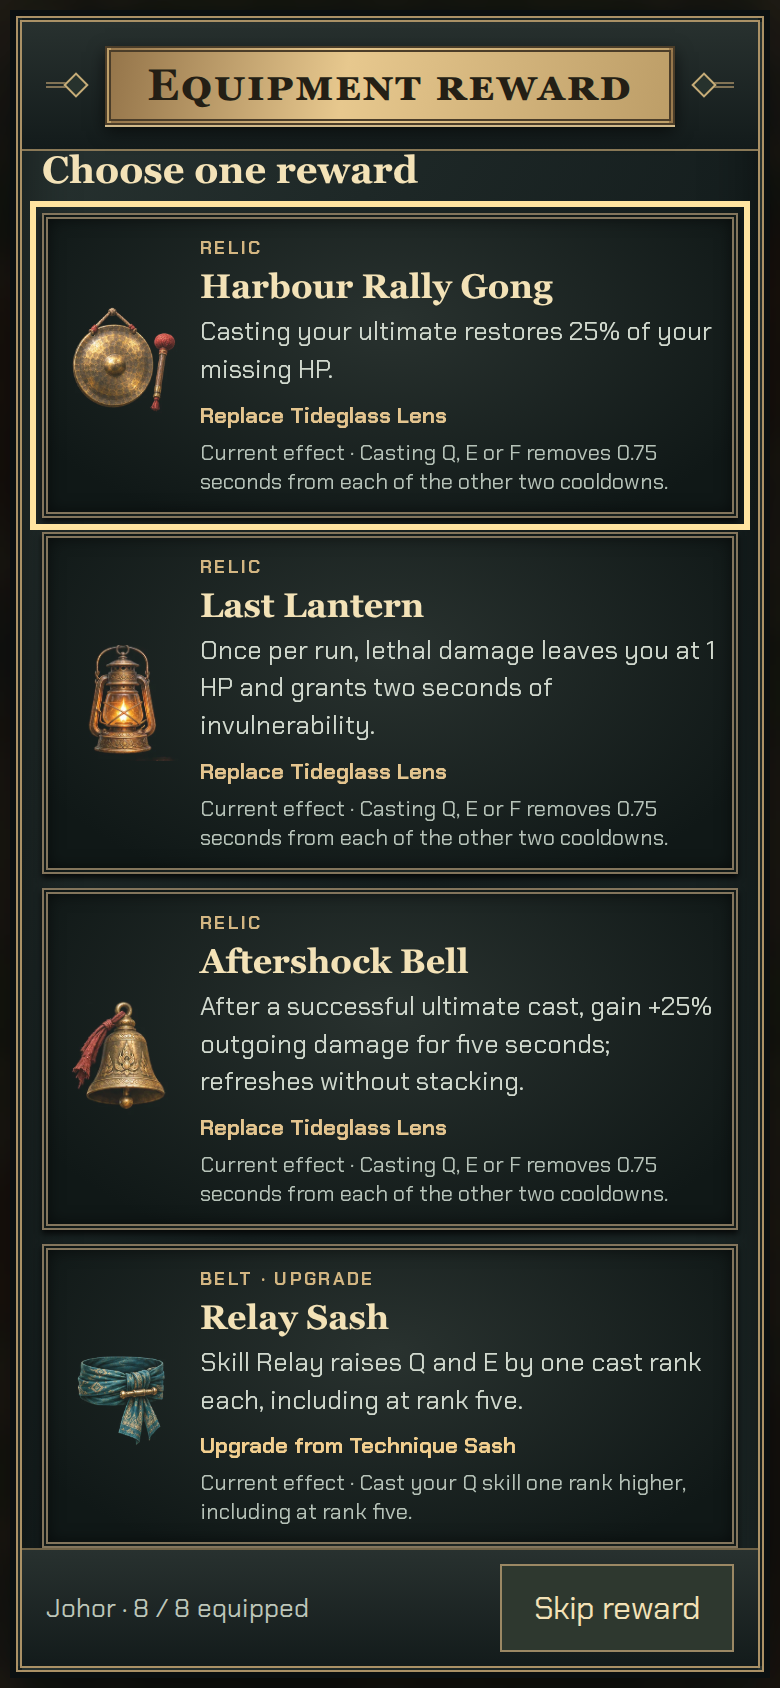 Equipment reward
Choose one reward
RELIC
Harbour Rally Gong
Casting your ultimate restores 25% of your
missing HP.
Replace Tideglass Lens
Current effect · Casting Q, E or F removes 0.75
seconds from each of the other two cooldowns.
RELIC
Last Lantern
Once per run, lethal damage leaves you at 1
HP and grants two seconds of
invulnerability.
Replace Tideglass Lens
Current effect · Casting Q, E or F removes 0.75
seconds from each of the other two cooldowns.
RELIC
Aftershock Bell
After a successful ultimate cast, gain +25%
outgoing damage for five seconds;
refreshes without stacking.
Replace Tideglass Lens
Current effect · Casting Q, E or F removes 0.75
seconds from each of the other two cooldowns.
BELT · UPGRADE
Relay Sash
Skill Relay raises Q and E by one cast rank
each, including at rank five.
Upgrade from Technique Sash
Current effect · Cast your Q skill one rank higher,
including at rank five.
Johor · 8 / 8 equipped
Skip reward